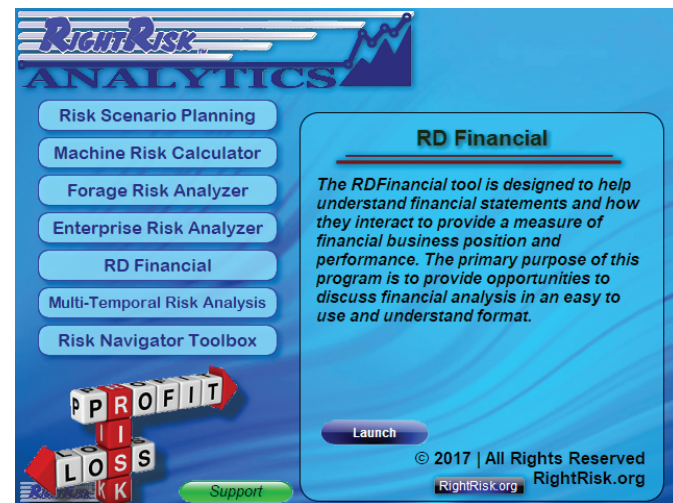 RightRisk™
ANALYTICS
Risk Scenario Planning
Machine Risk Calculator
Forage Risk Analyzer
Enterprise Risk Analyzer
RD Financial
Multi-Temporal Risk Analysis
Risk Navigator Toolbox
RD Financial
The RDFinancial tool is designed to help
understand financial statements and how
they interact to provide a measure of
financial business position and
performance. The primary purpose of this
program is to provide opportunities to
discuss financial analysis in an easy to
use and understand format.
Launch
© 2017 | All Rights Reserved
RightRisk.org RightRisk.org
PROFIT
RISK
LOSS
Support